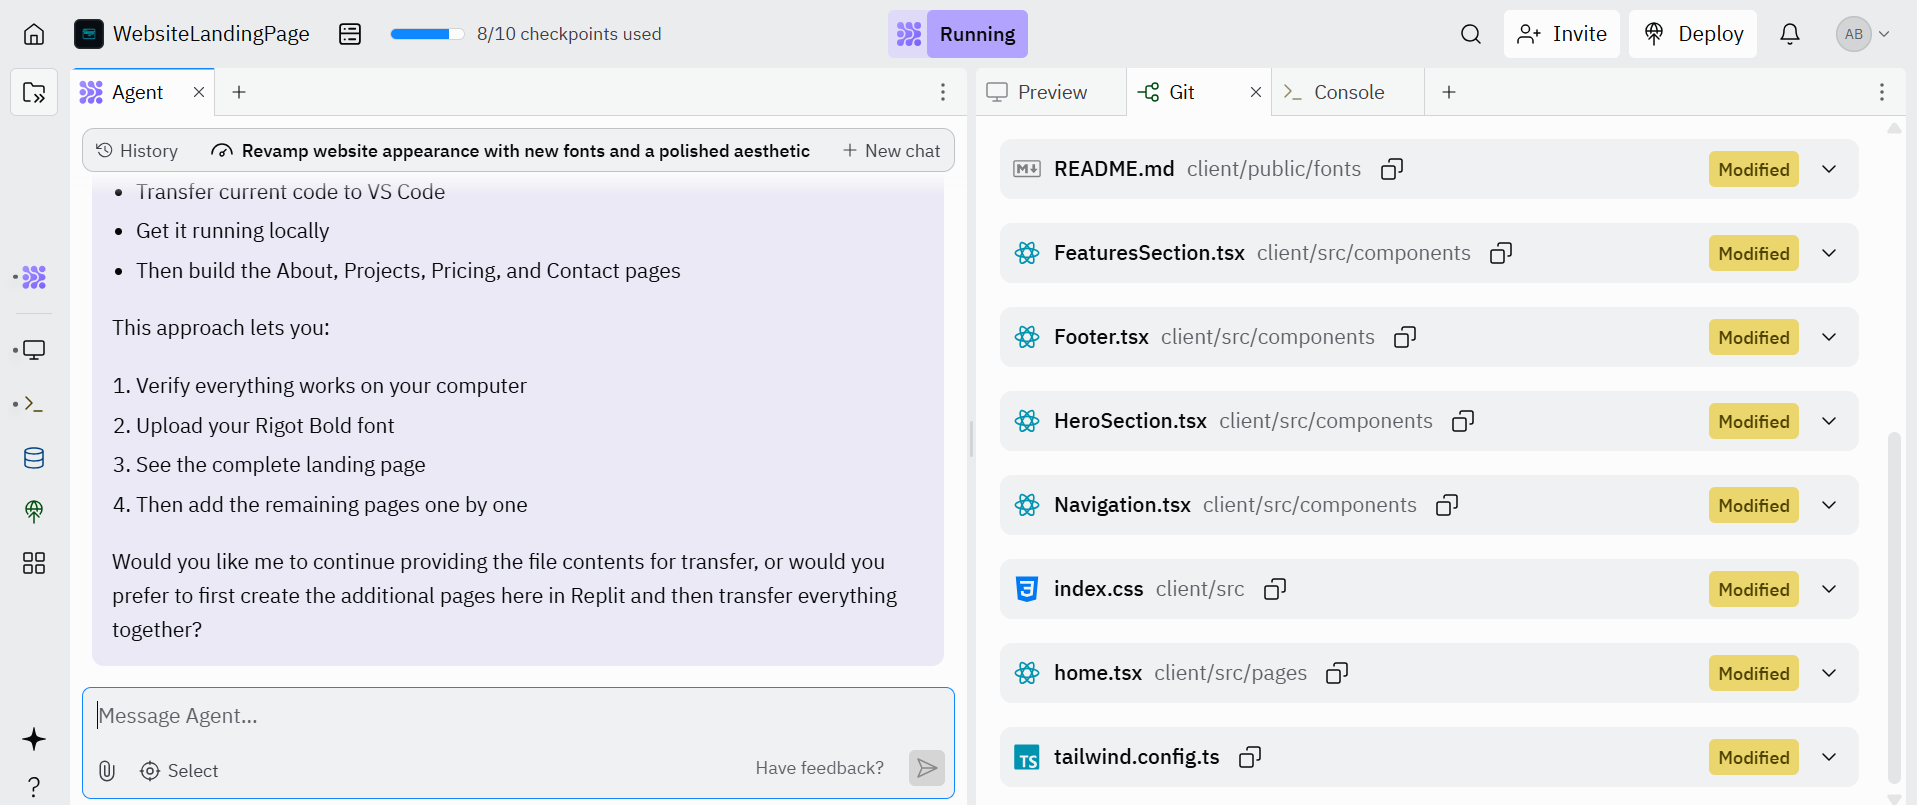 WebsiteLandingPage
8/10 checkpoints used
Running
Invite
Deploy
AB
Agent
History
Revamp website appearance with new fonts and a polished aesthetic
New chat
• Transfer current code to VS Code
• Get it running locally
• Then build the About, Projects, Pricing, and Contact pages
This approach lets you:
1. Verify everything works on your computer
2. Upload your Rigot Bold font
3. See the complete landing page
4. Then add the remaining pages one by one
Would you like me to continue providing the file contents for transfer, or would you
prefer to first create the additional pages here in Replit and then transfer everything
together?
Message Agent...
Select
Have feedback?
?
Preview
Git
Console
M README.md client/public/fonts Modified
FeaturesSection.tsx client/src/components Modified
Footer.tsx client/src/components Modified
HeroSection.tsx client/src/components Modified
Navigation.tsx client/src/components Modified
3 index.css client/src Modified
home.tsx client/src/pages Modified
TS tailwind.config.ts Modified